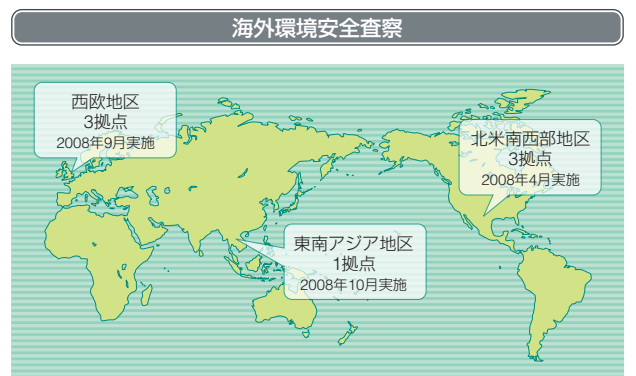 海外環境安全査察
西欧地区
3拠点
2008年9月実施
北米南西部地区
3拠点
2008年4月実施
東南アジア地区
1拠点
2008年10月実施